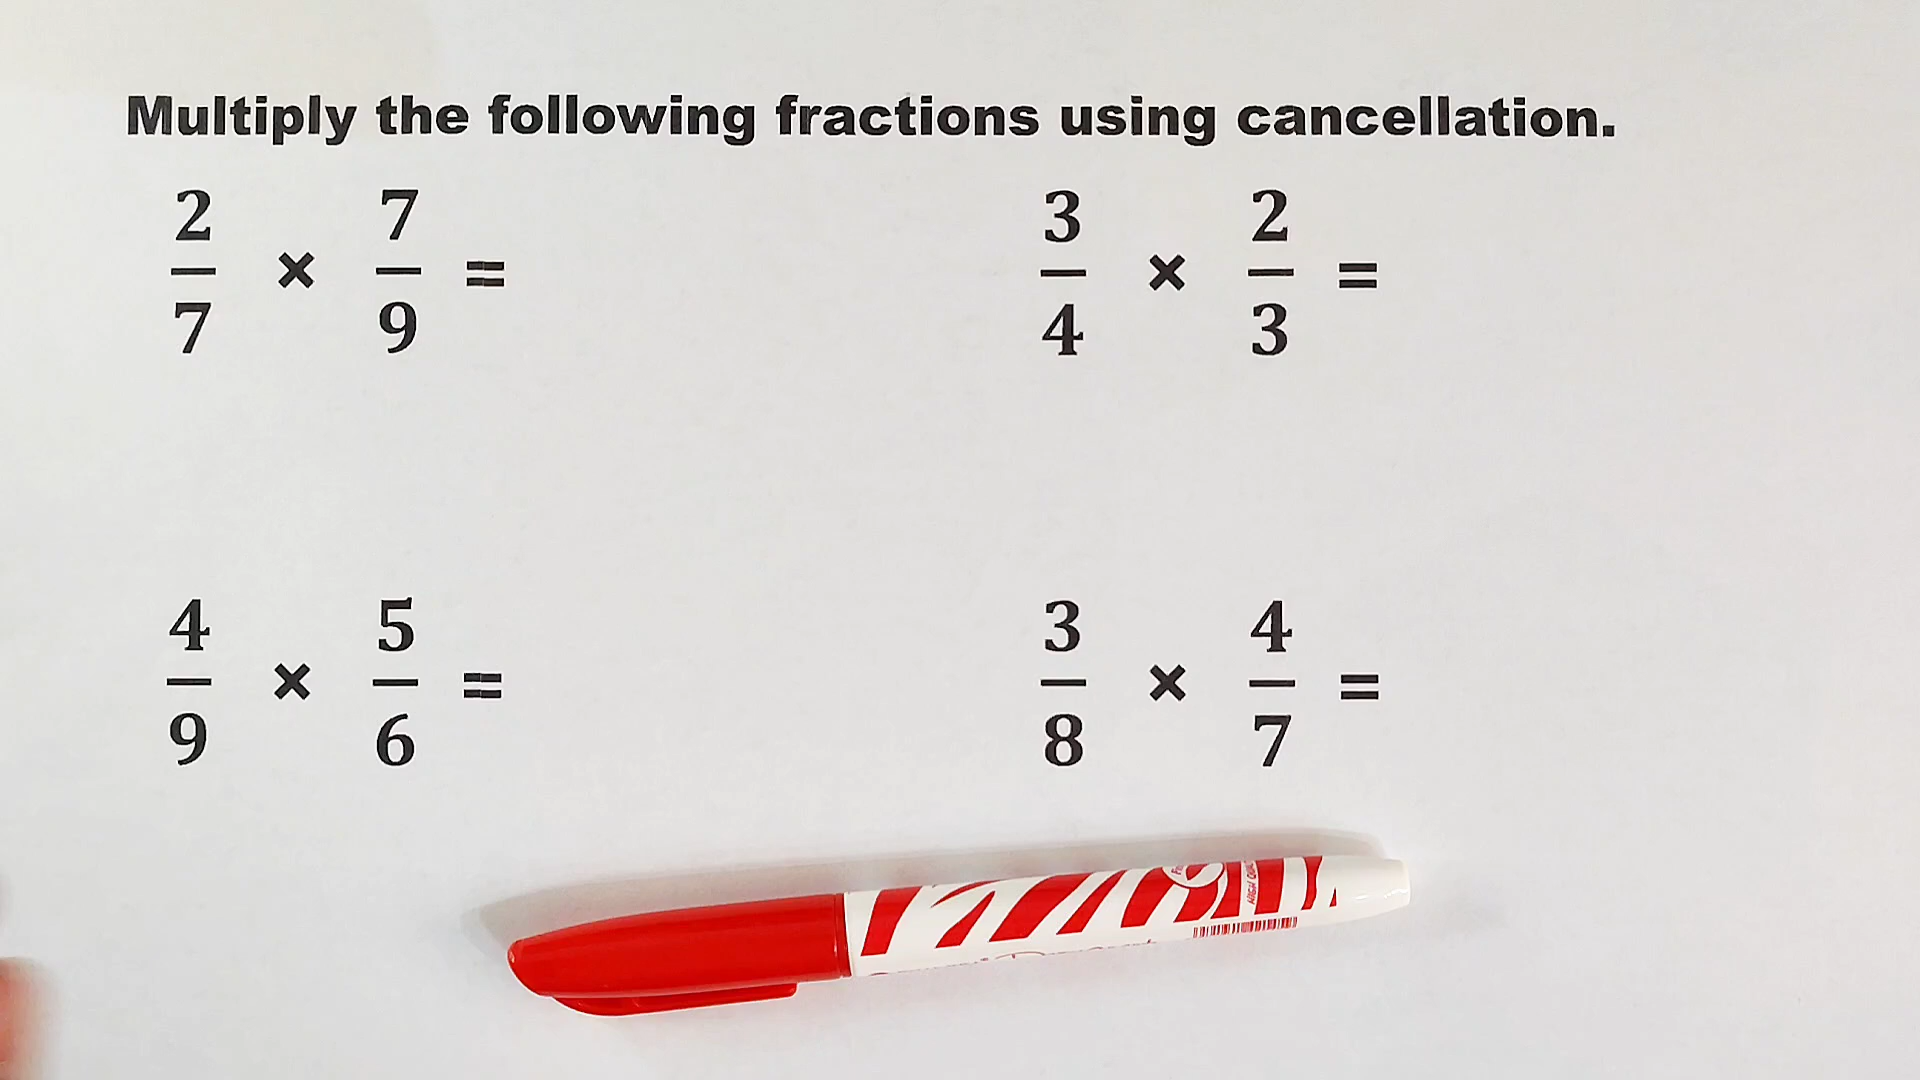 Multiply the following fractions using cancellation.
2/7 × 7/9 =
3/4 × 2/3 =
4/9 × 5/6 =
3/8 × 4/7 =